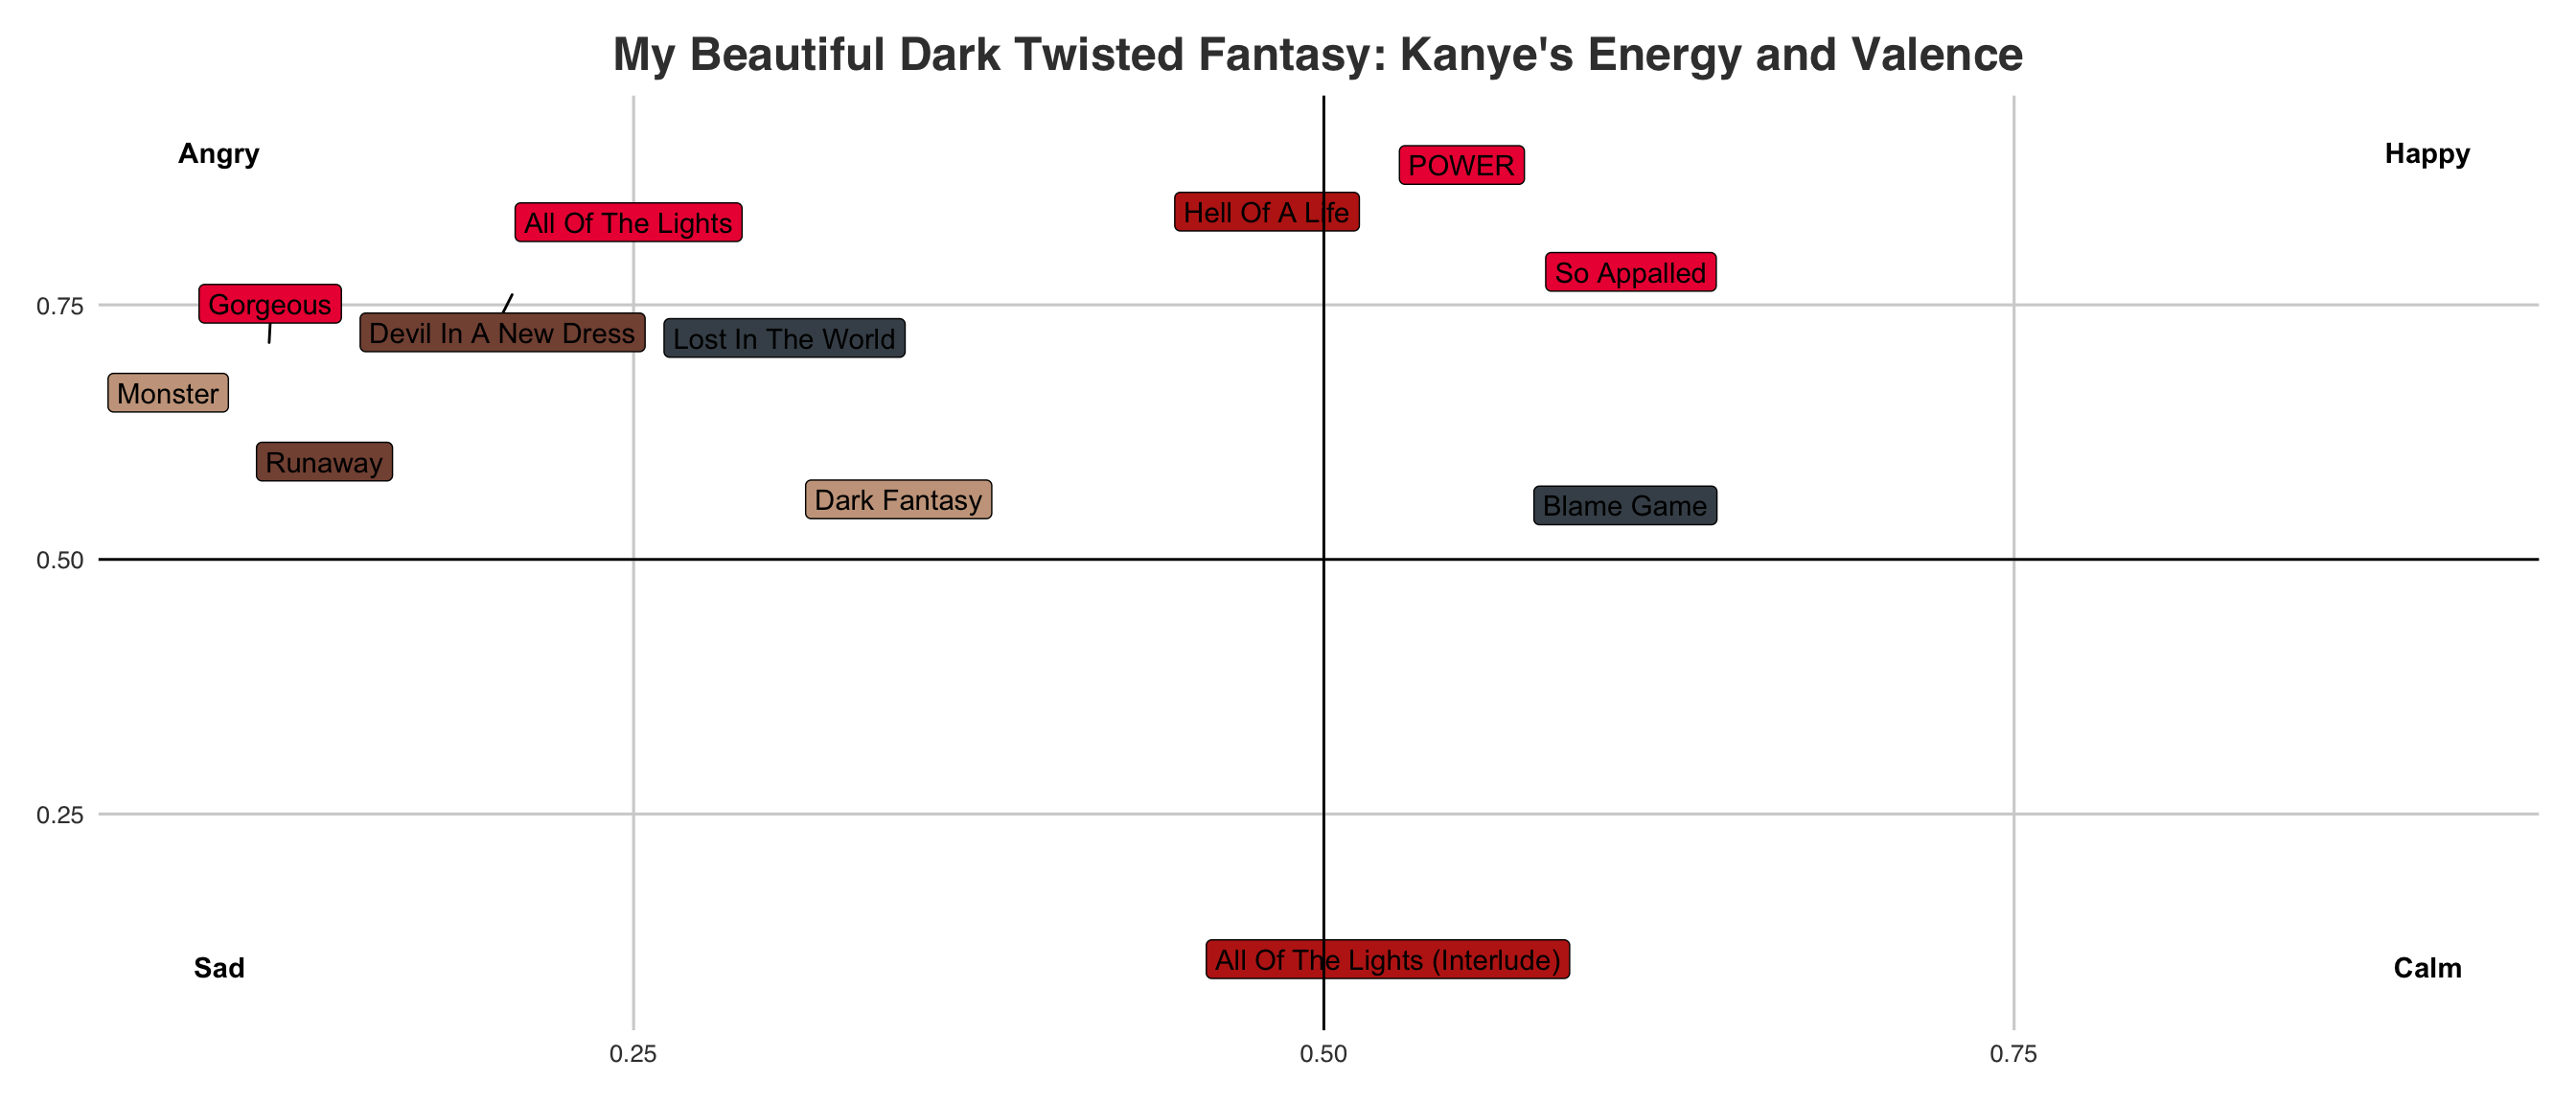 My Beautiful Dark Twisted Fantasy: Kanye's Energy and Valence
Angry
Happy
POWER
Hell Of A Life
All Of The Lights
So Appalled
0.75
Gorgeous
Devil In A New Dress
Lost In The World
Monster
Runaway
Dark Fantasy
Blame Game
0.50
0.25
Sad
All Of The Lights (Interlude)
Calm
0.25
0.50
0.75